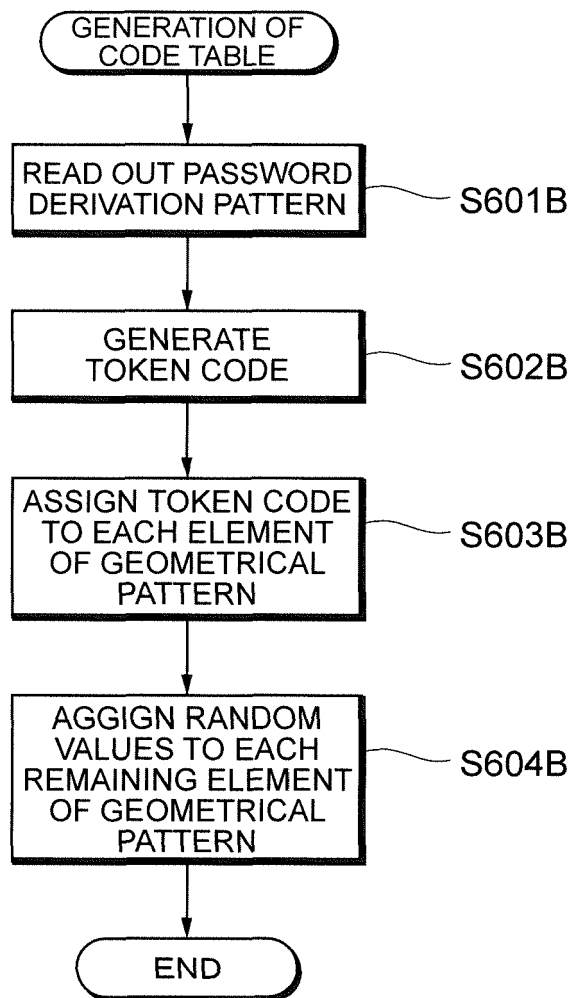 GENERATION OF
CODE TABLE
READ OUT PASSWORD
DERIVATION PATTERN
S601B
GENERATE
TOKEN CODE
S602B
ASSIGN TOKEN CODE
TO EACH ELEMENT
OF GEOMETRICAL
PATTERN
S603B
AGGIGN RANDOM
VALUES TO EACH
REMAINING ELEMENT
OF GEOMETRICAL
PATTERN
S604B
END